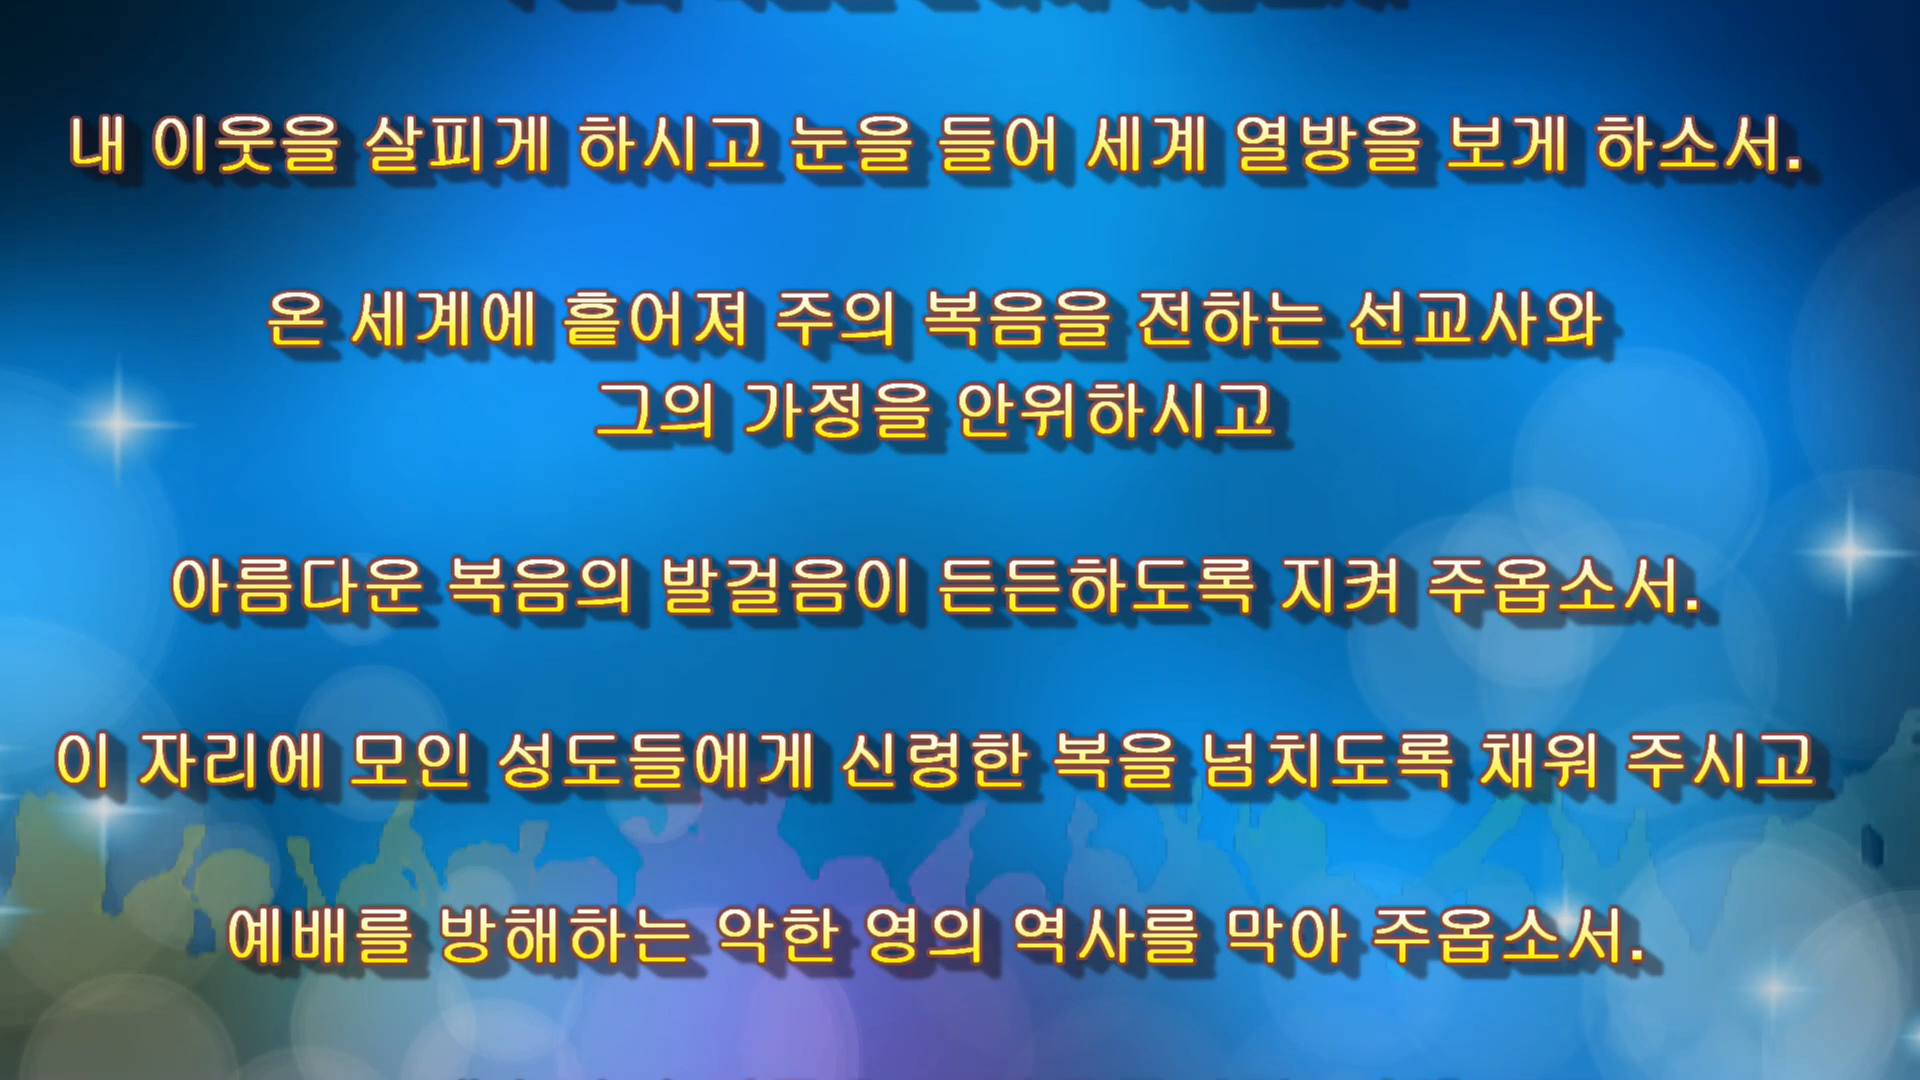 내 이웃을 살피게 하시고 눈을 들어 세계 열방을 보게 하소서.
온 세계에 흩어져 주의 복음을 전하는 선교사와
그의 가정을 안위하시고
아름다운 복음의 발걸음이 든든하도록 지켜 주옵소서.
이 자리에 모인 성도들에게 신령한 복을 넘치도록 채워 주시고
예배를 방해하는 악한 영의 역사를 막아 주옵소서.